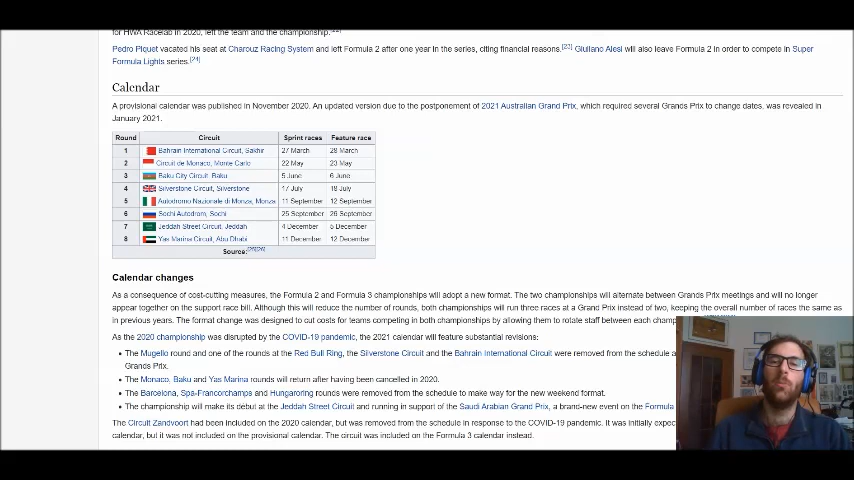 for HWA Racelab in 2020, left the team and the championship.
Pedro Piquet vacated his seat at Charouz Racing System and left Formula 2 after one year in the series, citing financial reasons.[23] Giuliano Alesi will also leave Formula 2 in order to compete in Super
Formula Lights series.[24]
Calendar
A provisional calendar was published in November 2020. An updated version due to the postponement of 2021 Australian Grand Prix, which required several Grands Prix to change dates, was revealed in
January 2021.
Round Circuit Sprint races Feature race
1 Bahrain International Circuit, Sakhir 27 March 28 March
2 Circuit de Monaco, Monte Carlo 22 May 23 May
3 Baku City Circuit, Baku 5 June 6 June
4 Silverstone Circuit, Silverstone 17 July 18 July
5 Autodromo Nazionale di Monza, Monza 11 September 12 September
6 Sochi Autodrom, Sochi 25 September 26 September
7 Jeddah Street Circuit, Jeddah 4 December 5 December
8 Yas Marina Circuit, Abu Dhabi 11 December 12 December
Source:
Calendar changes
As a consequence of cost-cutting measures, the Formula 2 and Formula 3 championships will adopt a new format. The two championships will alternate between Grands Prix meetings and will no longer
appear together on the support race bill. Although this will reduce the number of rounds, both championships will run three races at a Grand Prix instead of two, keeping the overall number of races the same as
in previous years. The format change was designed to cut costs for teams competing in both championships by allowing them to rotate staff between each champ
As the 2020 championship was disrupted by the COVID-19 pandemic, the 2021 calendar will feature substantial revisions:
• The Mugello round and one of the rounds at the Red Bull Ring, the Silverstone Circuit and the Bahrain International Circuit were removed from the schedule a
Grands Prix.
• The Monaco, Baku and Yas Marina rounds will return after having been cancelled in 2020.
• The Barcelona, Spa-Francorchamps and Hungaroring rounds were removed from the schedule to make way for the new weekend format.
• The championship will make its debut at the Jeddah Street Circuit and running in support of the Saudi Arabian Grand Prix, a brand-new event on the Formula
The Circuit Zandvoort had been included on the 2020 calendar, but was removed from the schedule in response to the COVID-19 pandemic. It was initially expec
calendar, but it was not included on the provisional calendar. The circuit was included on the Formula 3 calendar instead.